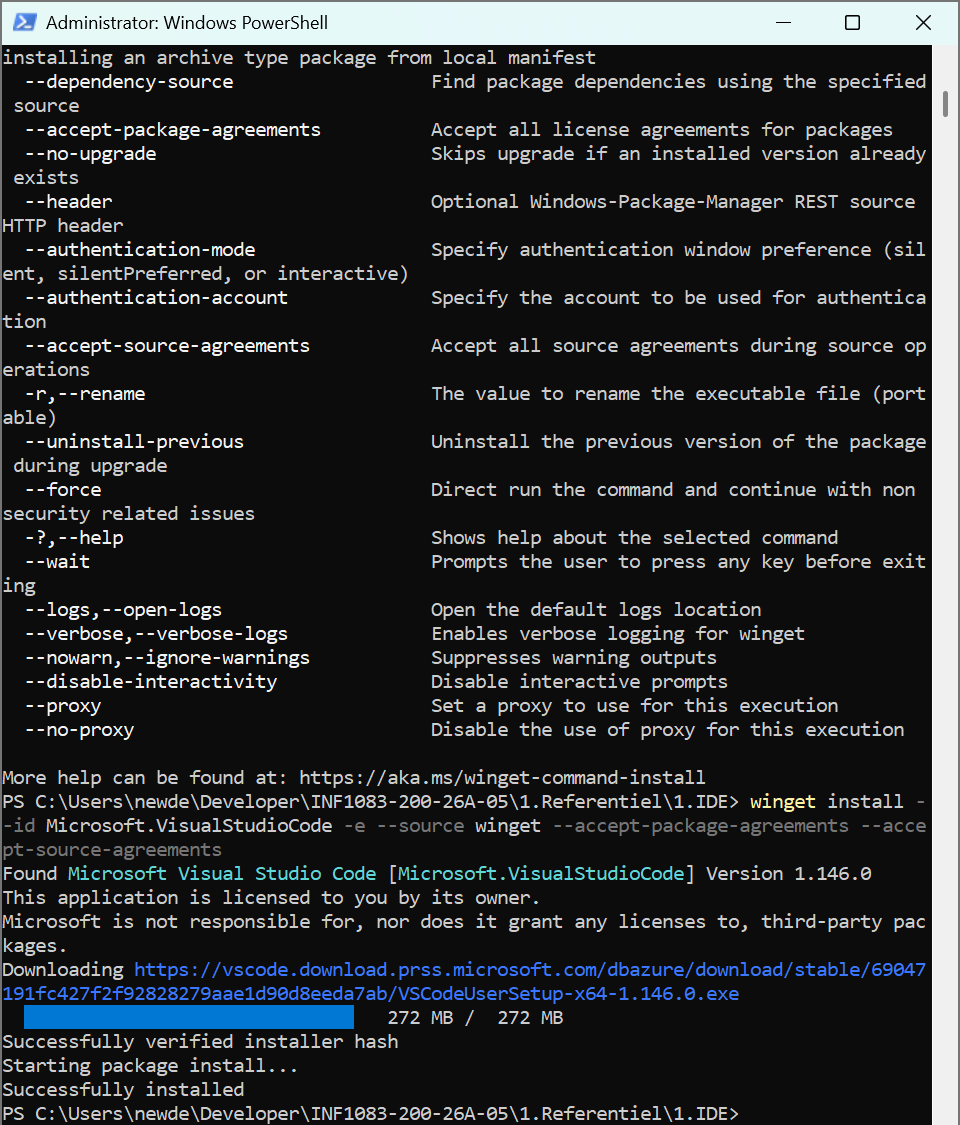 Administrator: Windows PowerShell
installing an archive type package from local manifest
  --dependency-source                  Find package dependencies using the specified
 source
  --accept-package-agreements          Accept all license agreements for packages
  --no-upgrade                         Skips upgrade if an installed version already
 exists
  --header                             Optional Windows-Package-Manager REST source
HTTP header
  --authentication-mode                Specify authentication window preference (sil
ent, silentPreferred, or interactive)
  --authentication-account             Specify the account to be used for authentica
tion
  --accept-source-agreements           Accept all source agreements during source op
erations
  -r,--rename                          The value to rename the executable file (port
able)
  --uninstall-previous                 Uninstall the previous version of the package
 during upgrade
  --force                              Direct run the command and continue with non
security related issues
  -?,--help                            Shows help about the selected command
  --wait                               Prompts the user to press any key before exit
ing
  --logs,--open-logs                   Open the default logs location
  --verbose,--verbose-logs             Enables verbose logging for winget
  --nowarn,--ignore-warnings           Suppresses warning outputs
  --disable-interactivity              Disable interactive prompts
  --proxy                              Set a proxy to use for this execution
  --no-proxy                           Disable the use of proxy for this execution

More help can be found at: https://aka.ms/winget-command-install
PS C:\Users\newde\Developer\INF1083-200-26A-05\1.Referentiel\1.IDE> winget install -
-id Microsoft.VisualStudioCode -e --source winget --accept-package-agreements --acce
pt-source-agreements
Found Microsoft Visual Studio Code [Microsoft.VisualStudioCode] Version 1.146.0
This application is licensed to you by its owner.
Microsoft is not responsible for, nor does it grant any licenses to, third-party pac
kages.
Downloading https://vscode.download.prss.microsoft.com/dbazure/download/stable/69047
191fc427f2f92828279aae1d90d8eeda7ab/VSCodeUserSetup-x64-1.146.0.exe
272 MB /  272 MB
Successfully verified installer hash
Starting package install...
Successfully installed
PS C:\Users\newde\Developer\INF1083-200-26A-05\1.Referentiel\1.IDE>